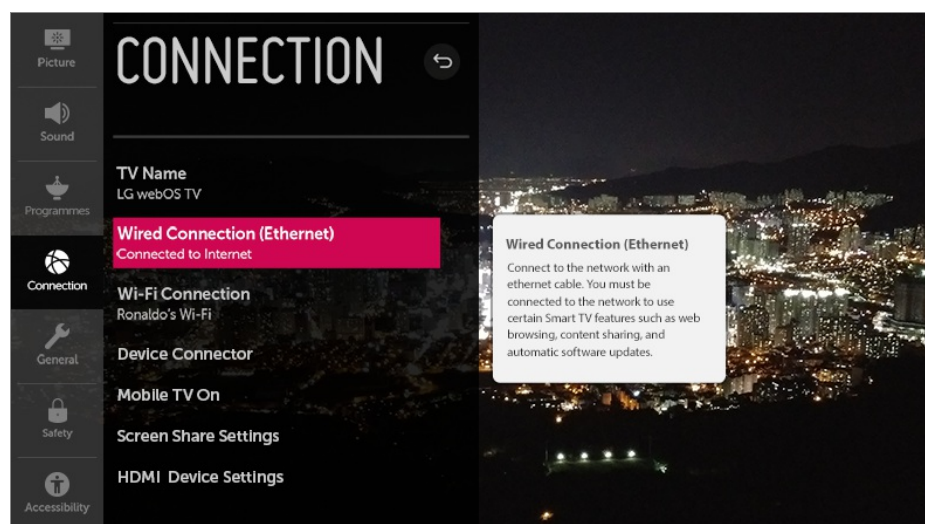 Picture
Sound
Programmes
Connection
General
Safety
Accessibility
CONNECTION
TV Name
LG webOS TV
Wired Connection (Ethernet)
Connected to Internet
Wi-Fi Connection
Ronaldo's Wi-Fi
Device Connector
Mobile TV On
Screen Share Settings
HDMI Device Settings
Wired Connection (Ethernet)
Connect to the network with an
ethernet cable. You must be
connected to the network to use
certain Smart TV features such as web
browsing, content sharing, and
automatic software updates.